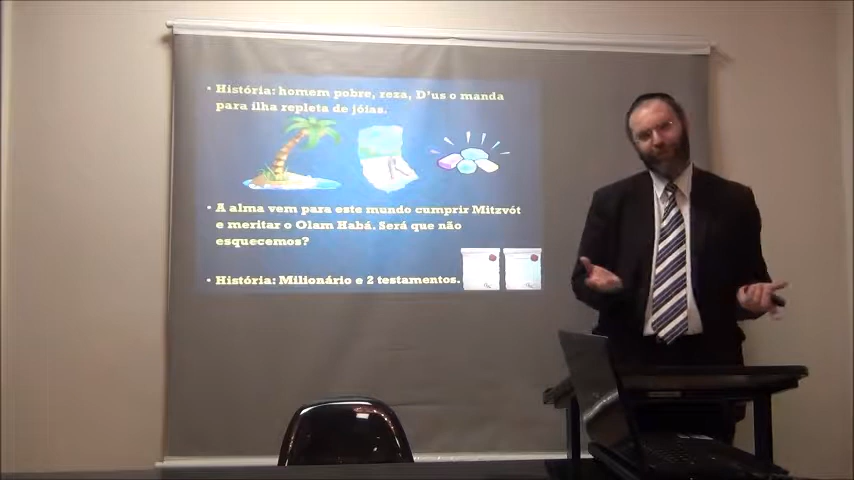 • História: homem pobre, reza, D'us o manda
para ilha repleta de jóias.
• A alma vem para este mundo cumprir Mitzvót
e meritar o Olam Habá. Será que não
esquecemos?
• História: Milionário e 2 testamentos.